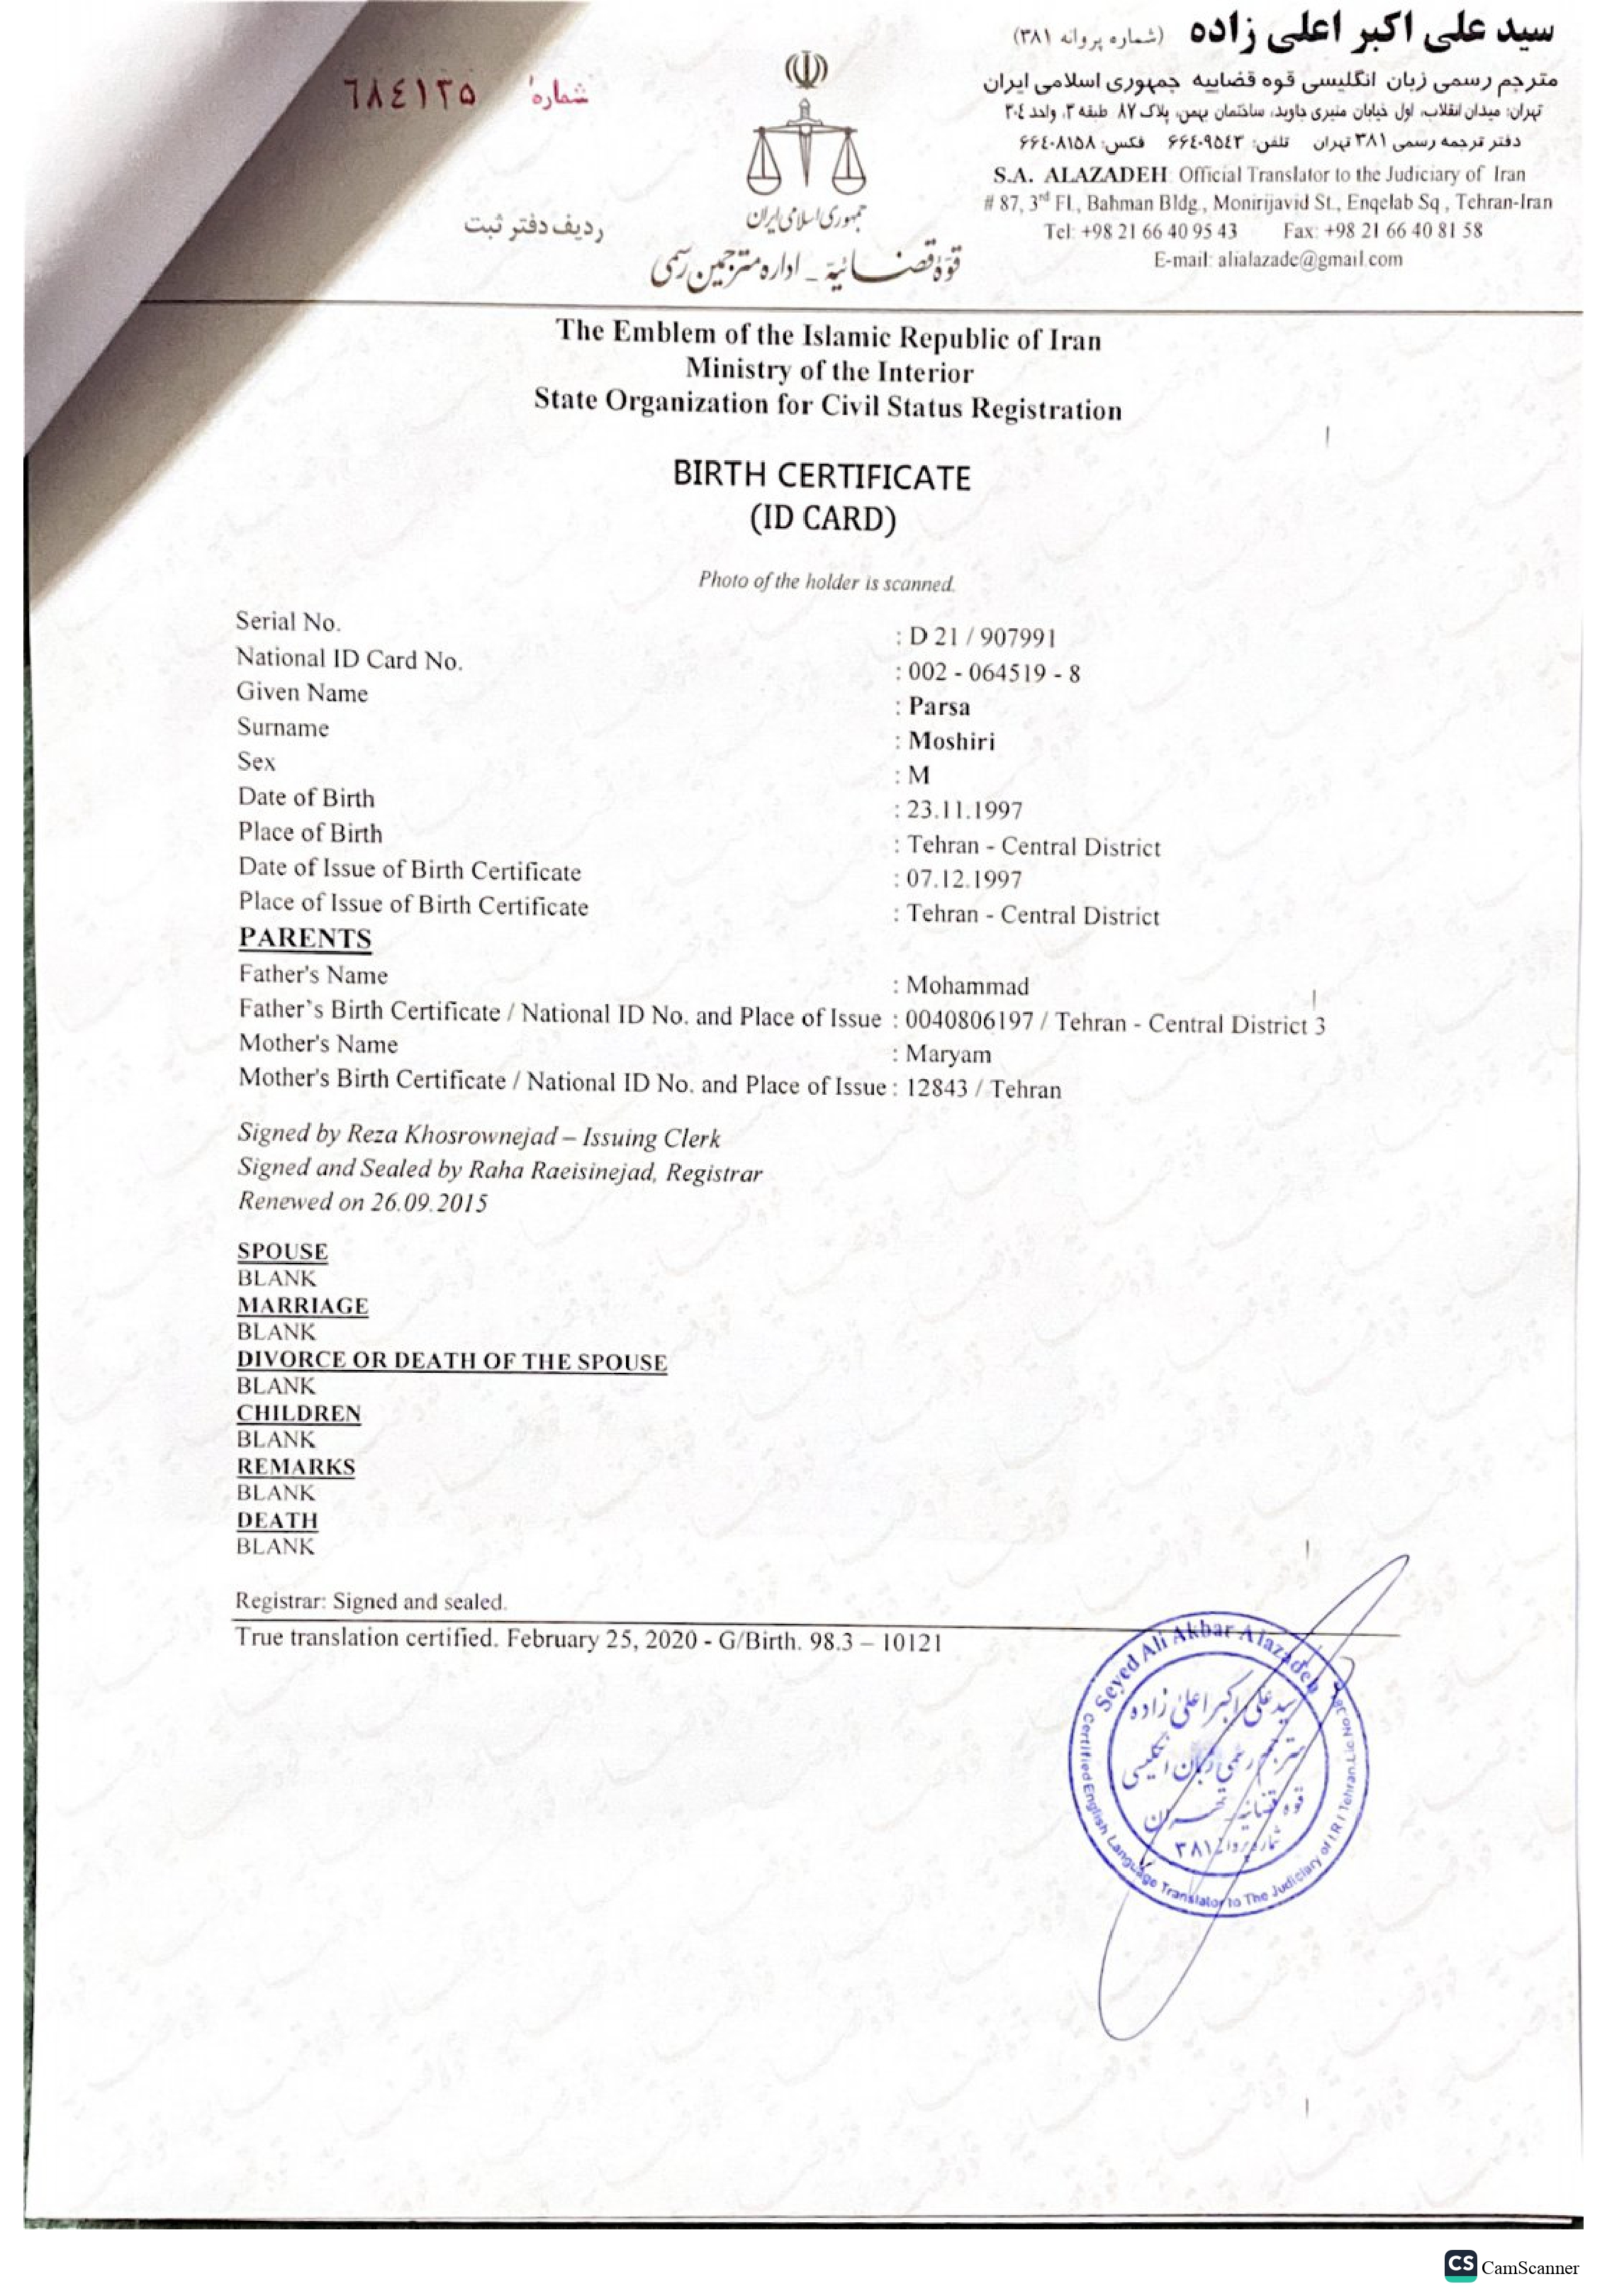 سید علی اکبر اعلی زاده (شماره پروانه ۳۸۱)
مترجم رسمی زبان انگلیسی قوه قضاییه جمهوری اسلامی ایران
تهران: میدان انقلاب، اول خیابان منیری جاوید، ساختمان بهمن، پلاک ۸۷ طبقه ۳، واحد ۳۰۴
دفتر ترجمه رسمی ۳۸۱ تهران تلفن: ۶۶٤۰۹۵٤۳ فکس: ۶۶٤۰۸۱۵۸
S.A. ALAZADEH: Official Translator to the Judiciary of Iran
# 87, 3rd Fl., Bahman Bldg., Monirijavid St., Enqelab Sq., Tehran-Iran
Tel: +98 21 66 40 95 43 Fax: +98 21 66 40 81 58
E-mail: alialazade@gmail.com
جمهوری اسلامی ایران
قوّۀ قضائیّه - اداره مترجمین رسمی
شماره ٦٨٤١٢٥
ردیف دفتر ثبت
The Emblem of the Islamic Republic of Iran
Ministry of the Interior
State Organization for Civil Status Registration
BIRTH CERTIFICATE
(ID CARD)
Photo of the holder is scanned.
Serial No. : D 21 / 907991
National ID Card No. : 002 - 064519 - 8
Given Name : Parsa
Surname : Moshiri
Sex : M
Date of Birth : 23.11.1997
Place of Birth : Tehran - Central District
Date of Issue of Birth Certificate : 07.12.1997
Place of Issue of Birth Certificate : Tehran - Central District
PARENTS
Father's Name : Mohammad
Father's Birth Certificate / National ID No. and Place of Issue : 0040806197 / Tehran - Central District 3
Mother's Name : Maryam
Mother's Birth Certificate / National ID No. and Place of Issue : 12843 / Tehran
Signed by Reza Khosrownejad – Issuing Clerk
Signed and Sealed by Raha Raeisinejad, Registrar
Renewed on 26.09.2015
SPOUSE
BLANK
MARRIAGE
BLANK
DIVORCE OR DEATH OF THE SPOUSE
BLANK
CHILDREN
BLANK
REMARKS
BLANK
DEATH
BLANK
Registrar: Signed and sealed.
True translation certified. February 25, 2020 - G/Birth. 98.3 – 10121
Seyed Ali Akbar Alazadeh
Certified English Language Translator to The Judiciary of I.R.I Tehran. Lic No.
سید علی اکبر اعلی زاده
مترجم رسمی زبان انگلیسی
قوه قضائیه تهران
شماره پروانه ۳۸۱
CS CamScanner